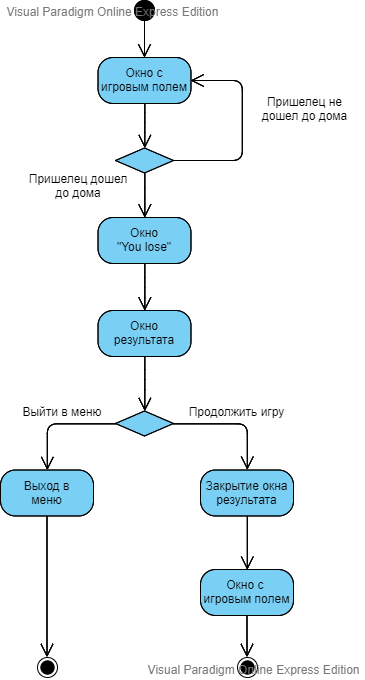 Visual Paradigm Online Express Edition
Окно с
игровым полем
Пришелец не
дошел до дома
Пришелец дошел
до дома
Окно
"You lose"
Окно
результата
Выйти в меню
Продолжить игру
Выход в
меню
Закрытие окна
результата
Окно с
игровым полем
Visual Paradigm Online Express Edition